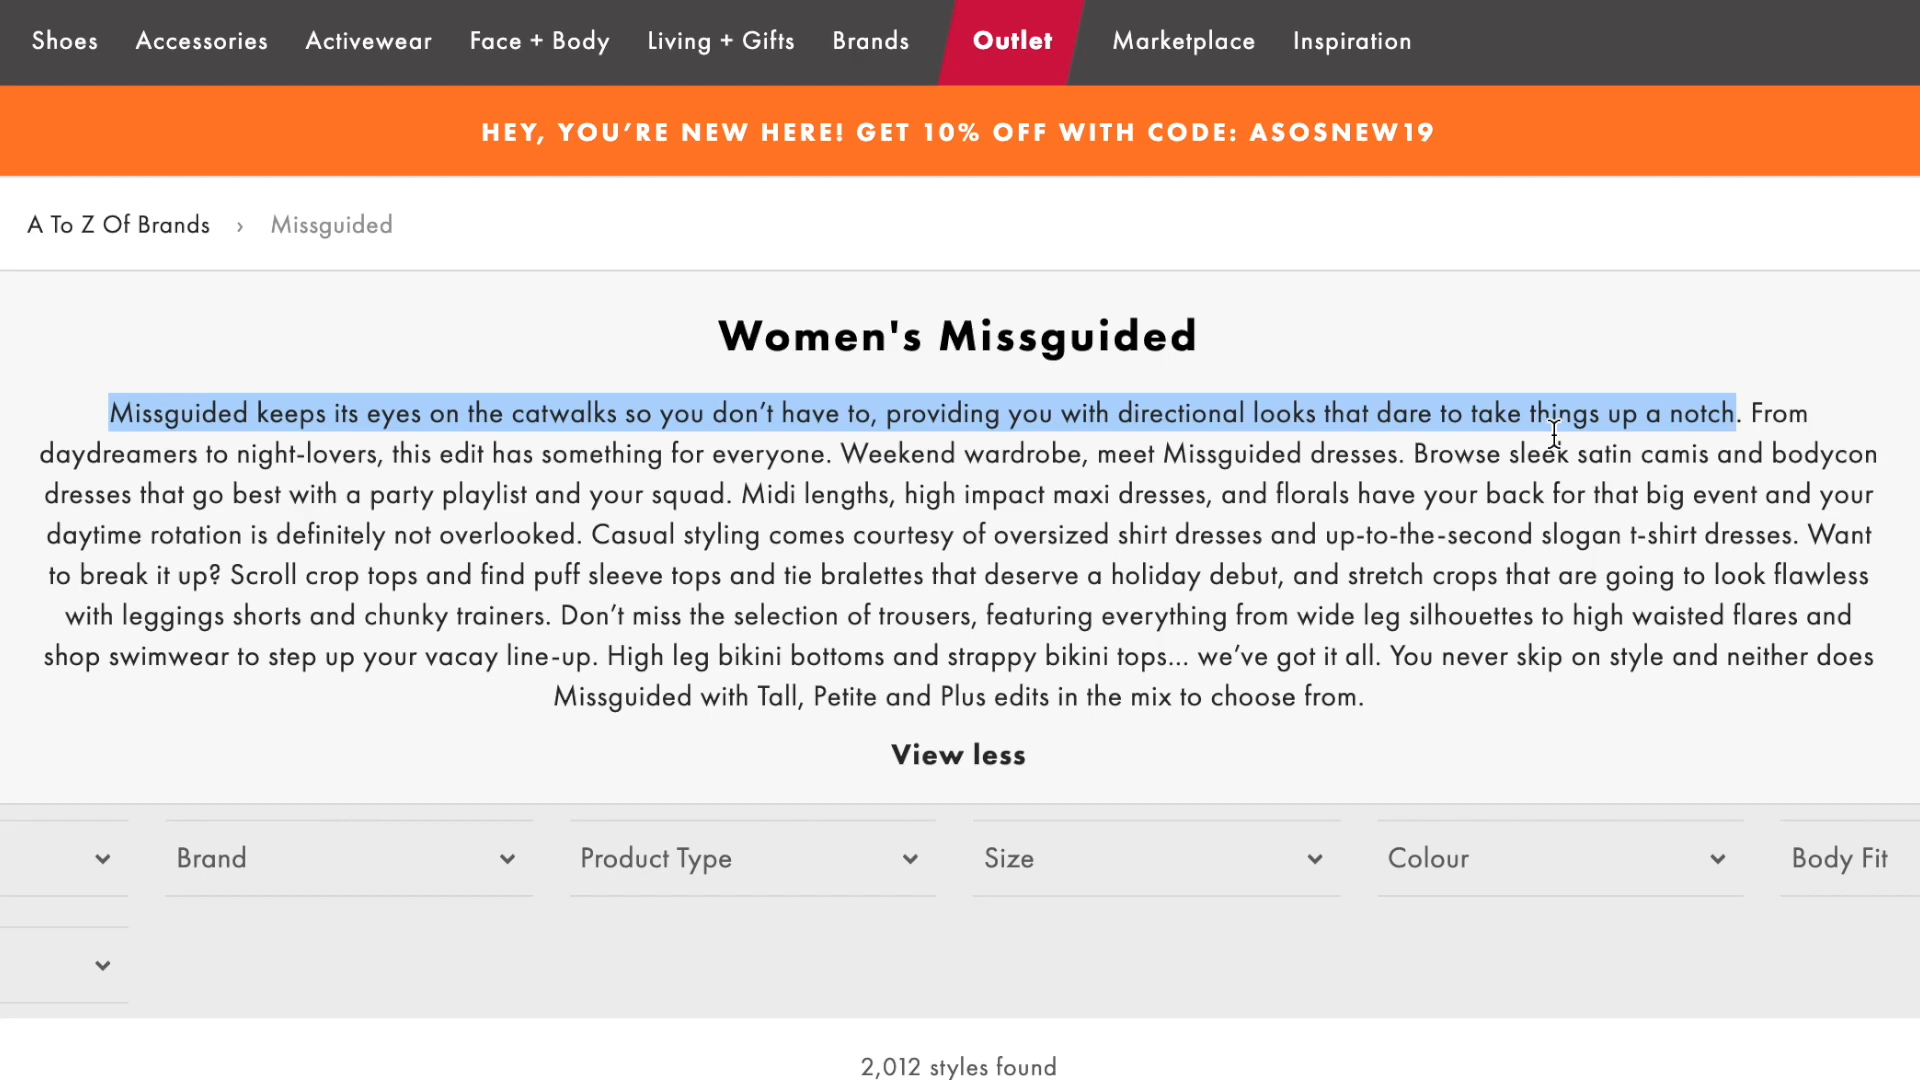 Shoes Accessories Activewear Face + Body Living + Gifts Brands Outlet Marketplace Inspiration
HEY, YOU’RE NEW HERE! GET 10% OFF WITH CODE: ASOSNEW19
A To Z Of Brands › Missguided
Women's Missguided
Missguided keeps its eyes on the catwalks so you don’t have to, providing you with directional looks that dare to take things up a notch. From
daydreamers to night-lovers, this edit has something for everyone. Weekend wardrobe, meet Missguided dresses. Browse sleek satin camis and bodycon
dresses that go best with a party playlist and your squad. Midi lengths, high impact maxi dresses, and florals have your back for that big event and your
daytime rotation is definitely not overlooked. Casual styling comes courtesy of oversized shirt dresses and up-to-the-second slogan t-shirt dresses. Want
to break it up? Scroll crop tops and find puff sleeve tops and tie bralettes that deserve a holiday debut, and stretch crops that are going to look flawless
with leggings shorts and chunky trainers. Don’t miss the selection of trousers, featuring everything from wide leg silhouettes to high waisted flares and
shop swimwear to step up your vacay line-up. High leg bikini bottoms and strappy bikini tops... we’ve got it all. You never skip on style and neither does
Missguided with Tall, Petite and Plus edits in the mix to choose from.
View less
Brand Product Type Size Colour Body Fit
2,012 styles found